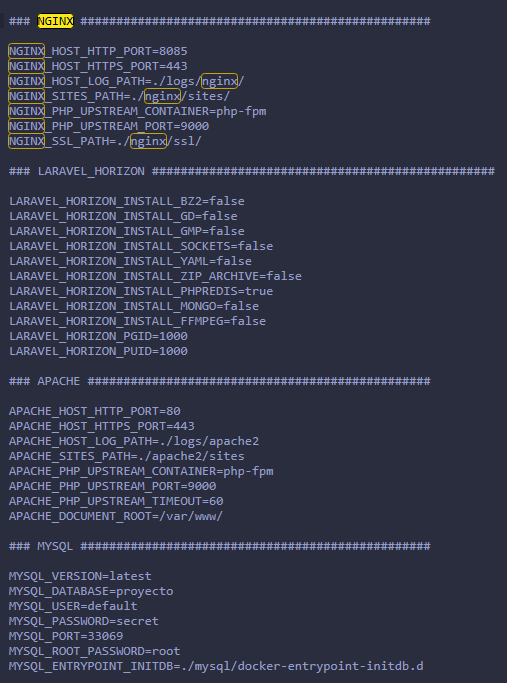 ### NGINX #################################################
NGINX_HOST_HTTP_PORT=8085
NGINX_HOST_HTTPS_PORT=443
NGINX_HOST_LOG_PATH=./logs/nginx/
NGINX_SITES_PATH=./nginx/sites/
NGINX_PHP_UPSTREAM_CONTAINER=php-fpm
NGINX_PHP_UPSTREAM_PORT=9000
NGINX_SSL_PATH=./nginx/ssl/
### LARAVEL_HORIZON ################################################
LARAVEL_HORIZON_INSTALL_BZ2=false
LARAVEL_HORIZON_INSTALL_GD=false
LARAVEL_HORIZON_INSTALL_GMP=false
LARAVEL_HORIZON_INSTALL_SOCKETS=false
LARAVEL_HORIZON_INSTALL_YAML=false
LARAVEL_HORIZON_INSTALL_ZIP_ARCHIVE=false
LARAVEL_HORIZON_INSTALL_PHPREDIS=true
LARAVEL_HORIZON_INSTALL_MONGO=false
LARAVEL_HORIZON_INSTALL_FFMPEG=false
LARAVEL_HORIZON_PGID=1000
LARAVEL_HORIZON_PUID=1000
### APACHE ################################################
APACHE_HOST_HTTP_PORT=80
APACHE_HOST_HTTPS_PORT=443
APACHE_HOST_LOG_PATH=./logs/apache2
APACHE_SITES_PATH=./apache2/sites
APACHE_PHP_UPSTREAM_CONTAINER=php-fpm
APACHE_PHP_UPSTREAM_PORT=9000
APACHE_PHP_UPSTREAM_TIMEOUT=60
APACHE_DOCUMENT_ROOT=/var/www/
### MYSQL #################################################
MYSQL_VERSION=latest
MYSQL_DATABASE=proyecto
MYSQL_USER=default
MYSQL_PASSWORD=secret
MYSQL_PORT=33069
MYSQL_ROOT_PASSWORD=root
MYSQL_ENTRYPOINT_INITDB=./mysql/docker-entrypoint-initdb.d